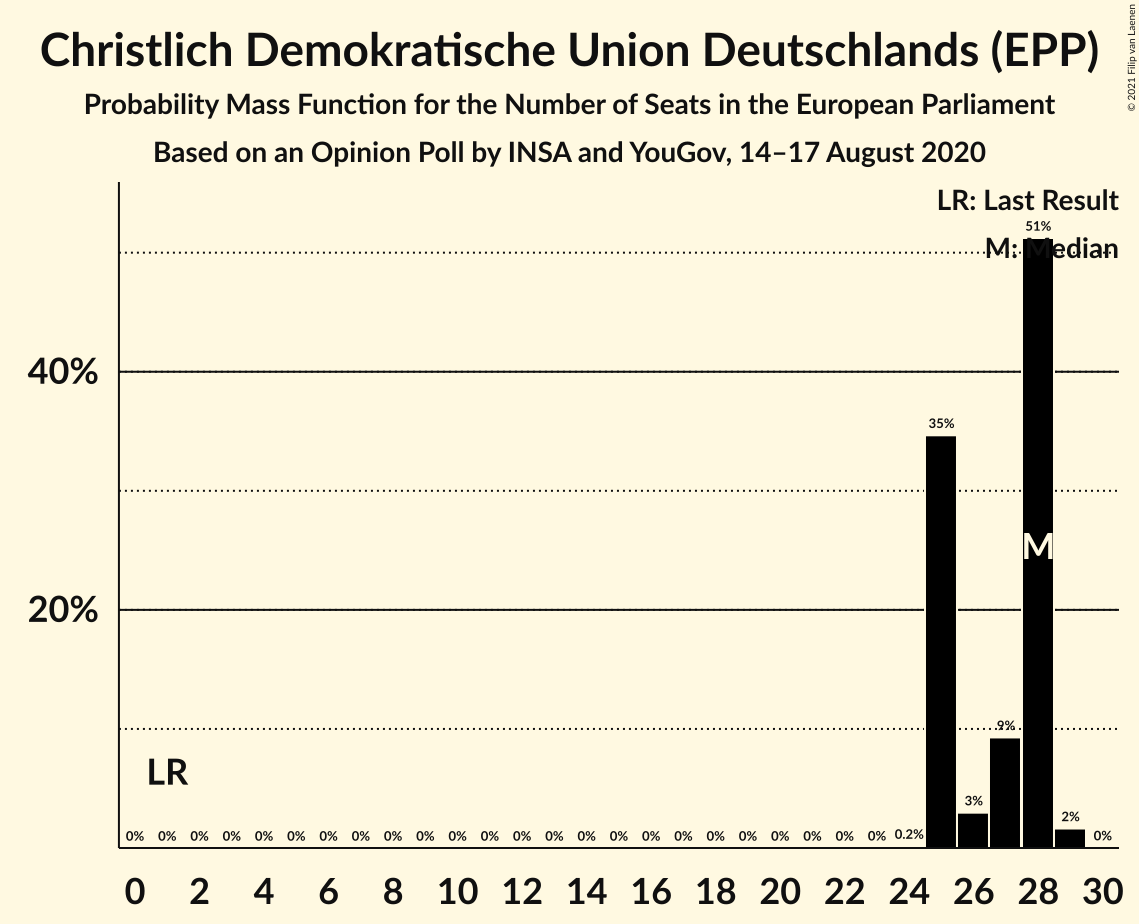 Christlich Demokratische Union Deutschlands (EPP)
Probability Mass Function for the Number of Seats in the European Parliament
Based on an Opinion Poll by INSA and YouGov, 14–17 August 2020
© 2021 Filip van Laenen
LR: Last Result
51%
M: Median
40%
35%
M
20%
9%
LR
3%
2%
0% 0% 0% 0% 0% 0% 0% 0% 0% 0% 0% 0% 0% 0% 0% 0% 0% 0% 0% 0% 0% 0% 0% 0% 0.2% 0%
0 2 4 6 8 10 12 14 16 18 20 22 24 26 28 30